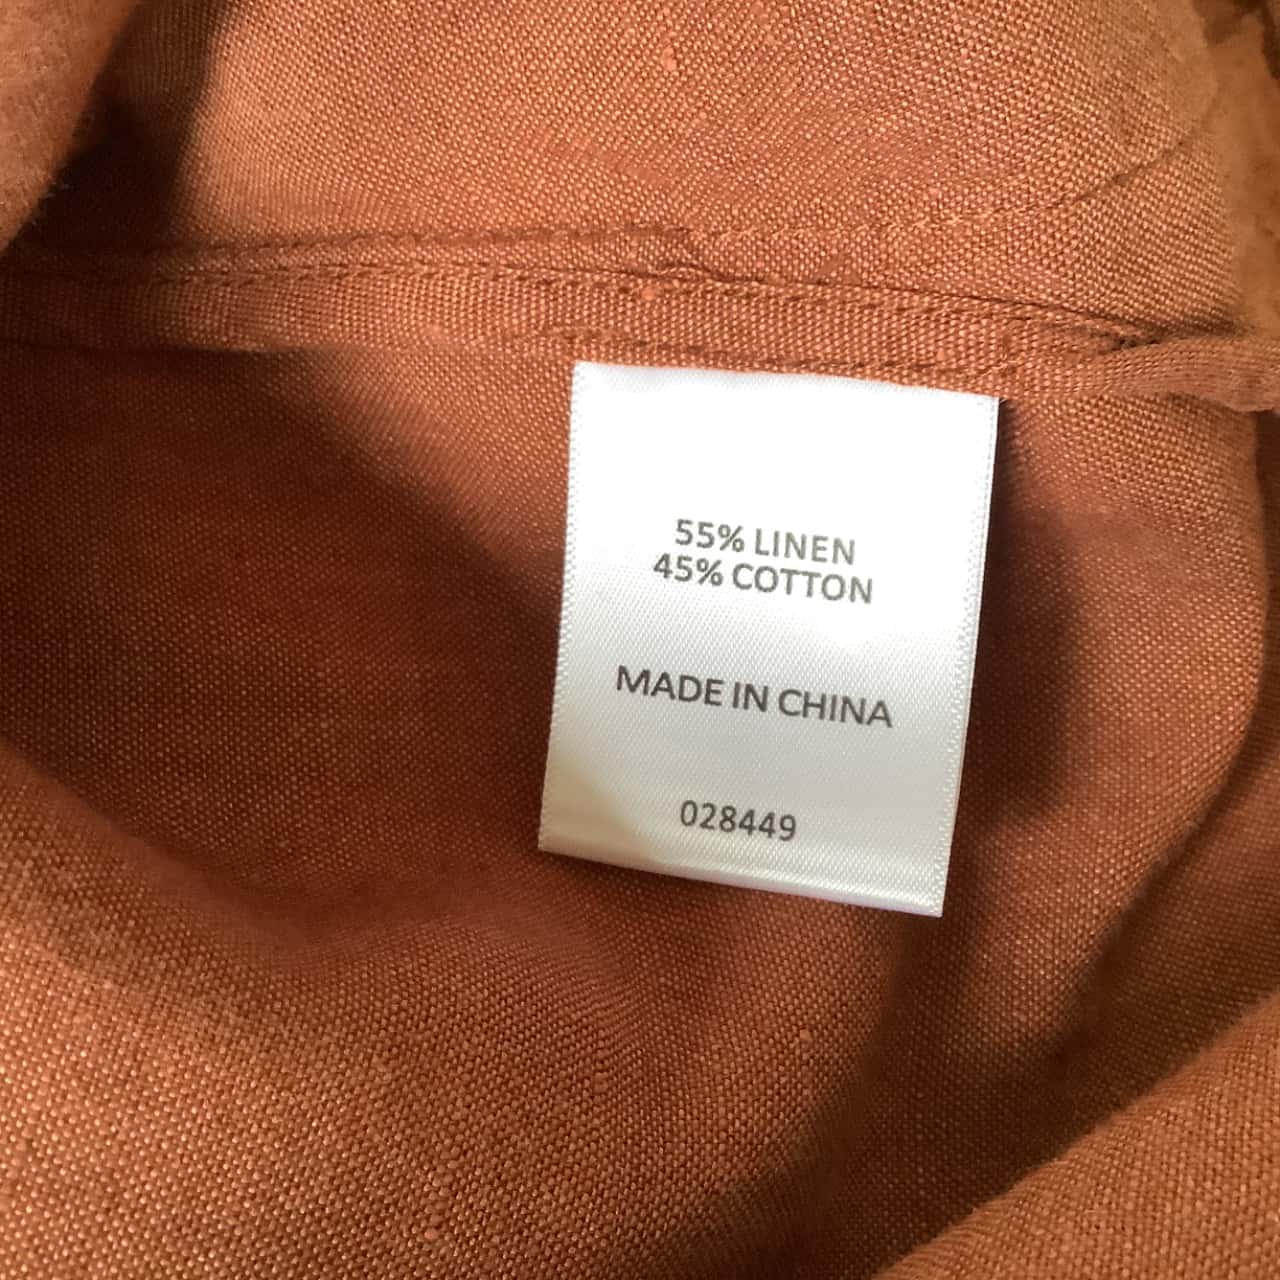 55% LINEN
45% COTTON
MADE IN CHINA
028449